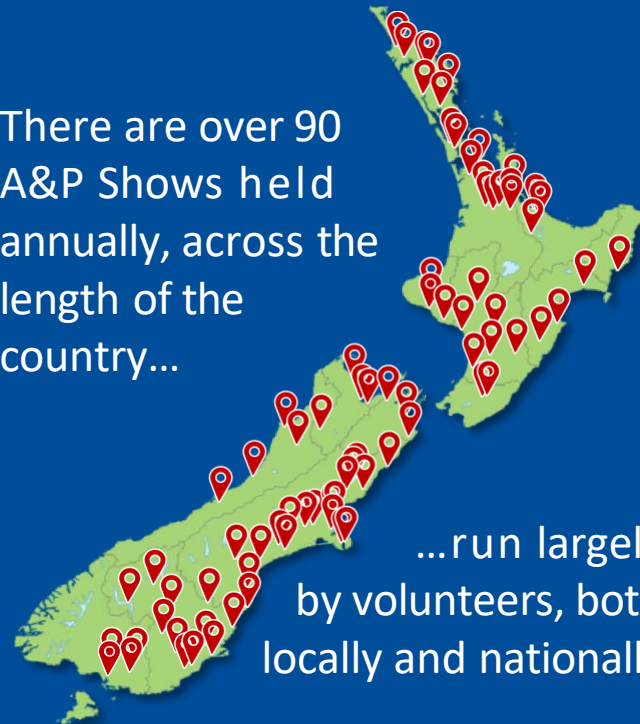 There are over 90
A&P Shows held
annually, across the
length of the
country…
…run largel
by volunteers, bot
locally and nationall